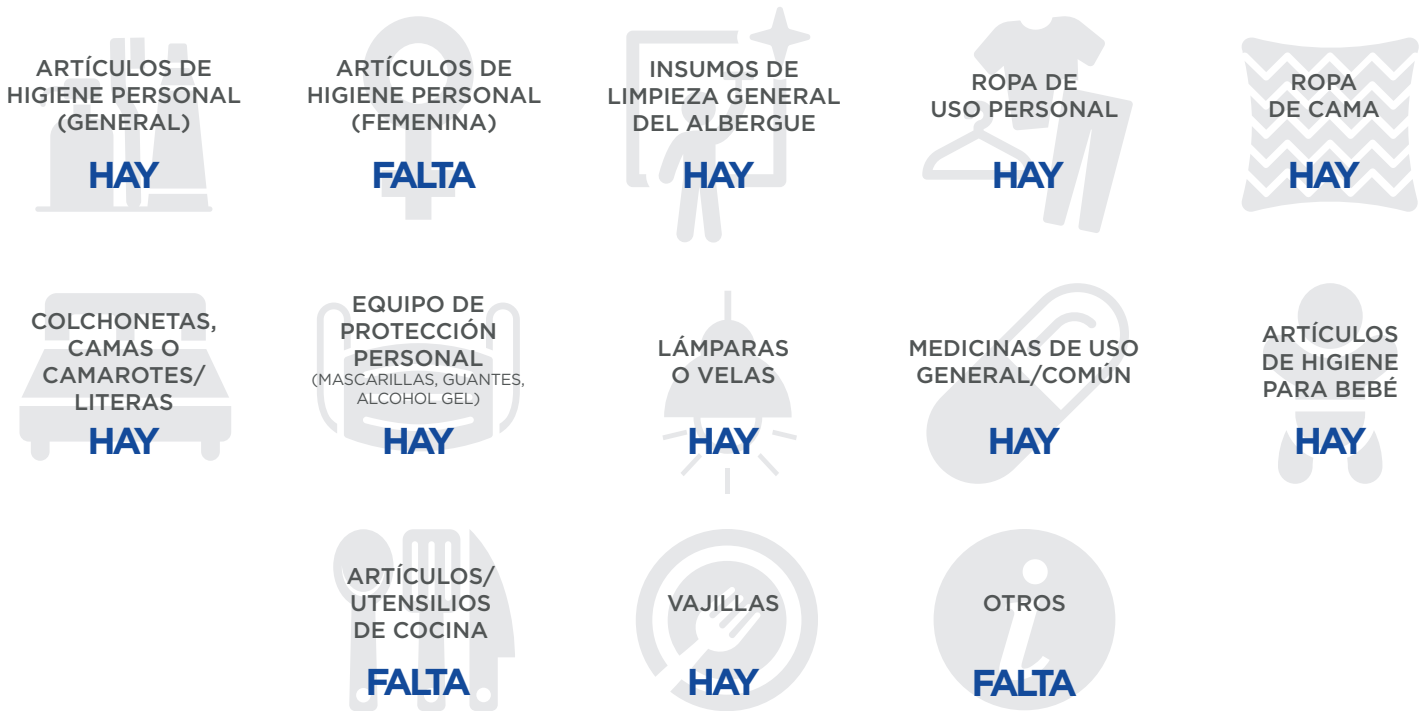 ARTÍCULOS DE
HIGIENE PERSONAL
(GENERAL)
HAY
ARTÍCULOS DE
HIGIENE PERSONAL
(FEMENINA)
FALTA
INSUMOS DE
LIMPIEZA GENERAL
DEL ALBERGUE
HAY
ROPA DE
USO PERSONAL
HAY
ROPA
DE CAMA
HAY
COLCHONETAS,
CAMAS O
CAMAROTES/
LITERAS
HAY
EQUIPO DE
PROTECCIÓN
PERSONAL
(MASCARILLAS, GUANTES,
ALCOHOL GEL)
HAY
LÁMPARAS
O VELAS
HAY
MEDICINAS DE USO
GENERAL/COMÚN
HAY
ARTÍCULOS
DE HIGIENE
PARA BEBÉ
HAY
ARTÍCULOS/
UTENSILIOS
DE COCINA
FALTA
VAJILLAS
HAY
OTROS
FALTA